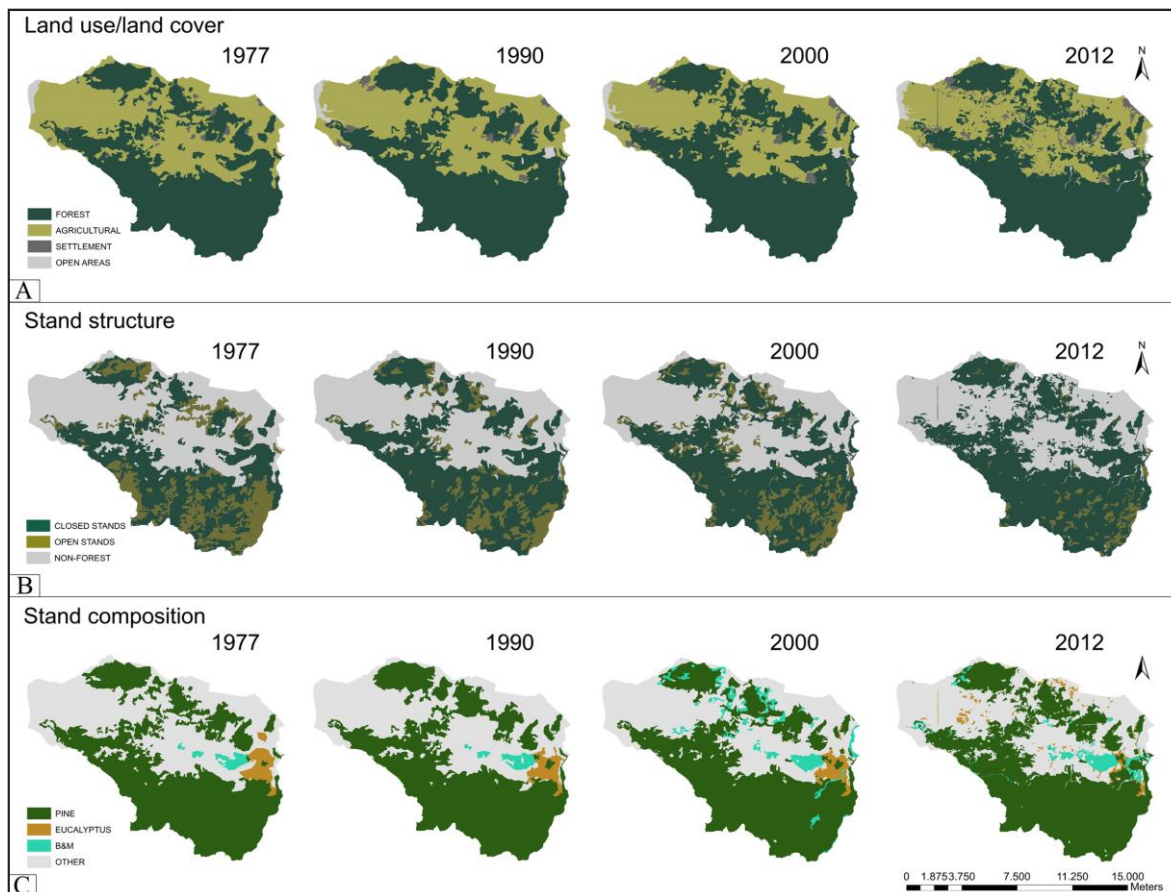 Land use/land cover
1977
1990
2000
2012
N
FOREST
AGRICULTURAL
SETTLEMENT
OPEN AREAS
A
Stand structure
1977
1990
2000
2012
N
CLOSED STANDS
OPEN STANDS
NON-FOREST
B
Stand composition
1977
1990
2000
2012
PINE
EUCALYPTUS
B&M
OTHER
C
0 1.875 3.750 7.500 11.250 15.000
Meters